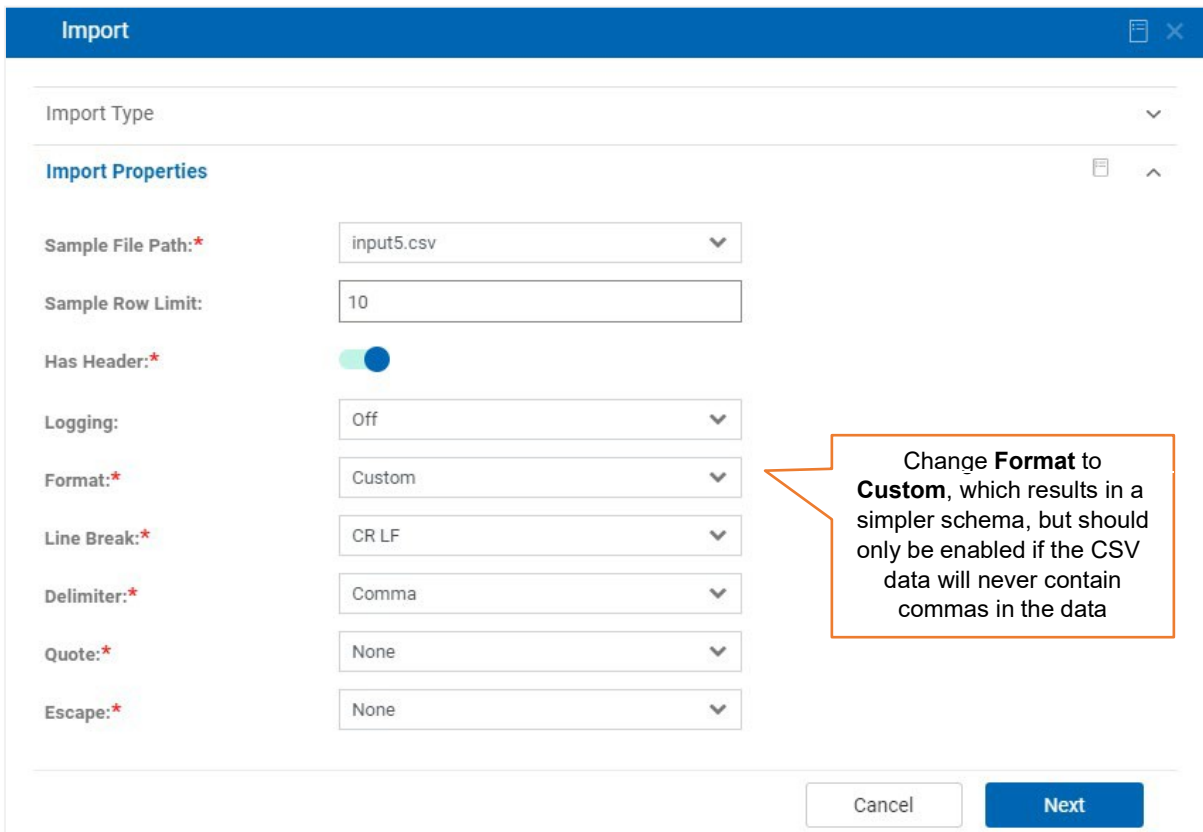 Import
Import Type
Import Properties
Sample File Path:*
input5.csv
Sample Row Limit:
10
Has Header:*
Logging:
Off
Format:*
Custom
Line Break:*
CR LF
Delimiter:*
Comma
Quote:*
None
Escape:*
None
Change Format to
Custom, which results in a
simpler schema, but should
only be enabled if the CSV
data will never contain
commas in the data
Cancel
Next